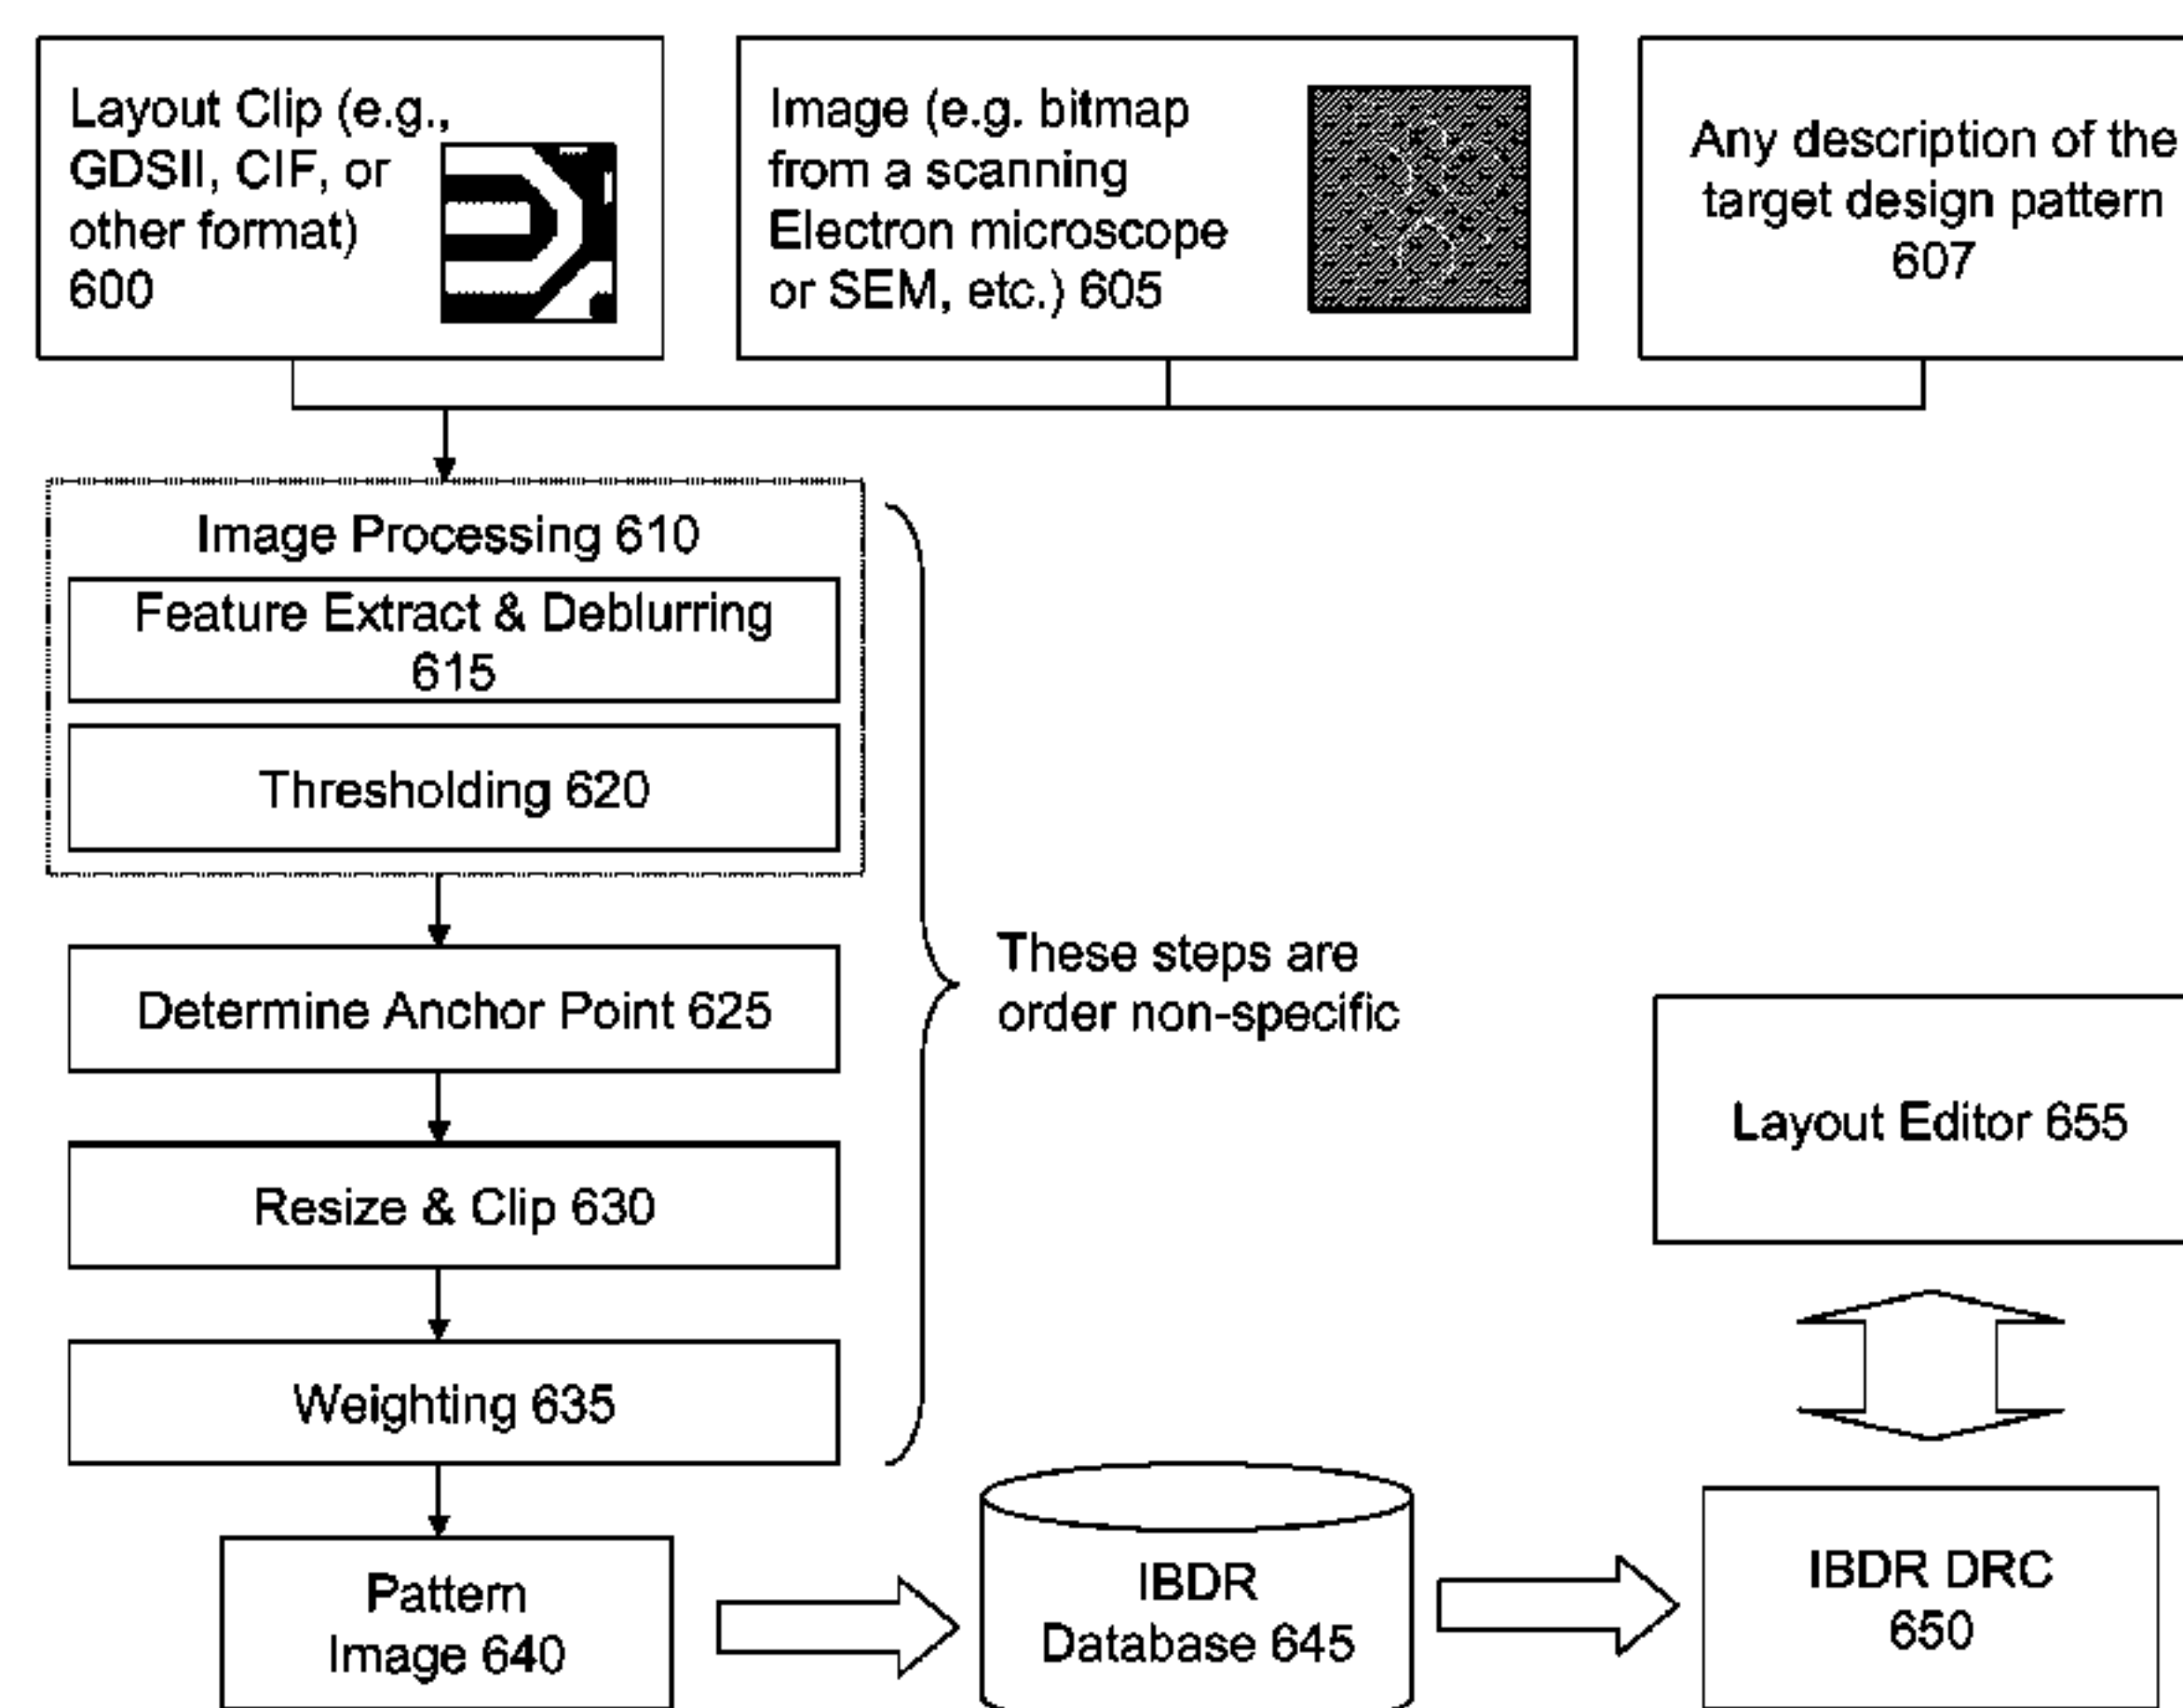 Layout Clip (e.g.,
GDSII, CIF, or
other format)
600
Image (e.g. bitmap
from a scanning
Electron microscope
or SEM, etc.) 605
Any description of the
target design pattern
607
Image Processing 610
Feature Extract & Deblurring
615
Thresholding 620
Determine Anchor Point 625
Resize & Clip 630
Weighting 635
These steps are
order non-specific
Layout Editor 655
Pattern
Image 640
IBDR
Database 645
IBDR DRC
650